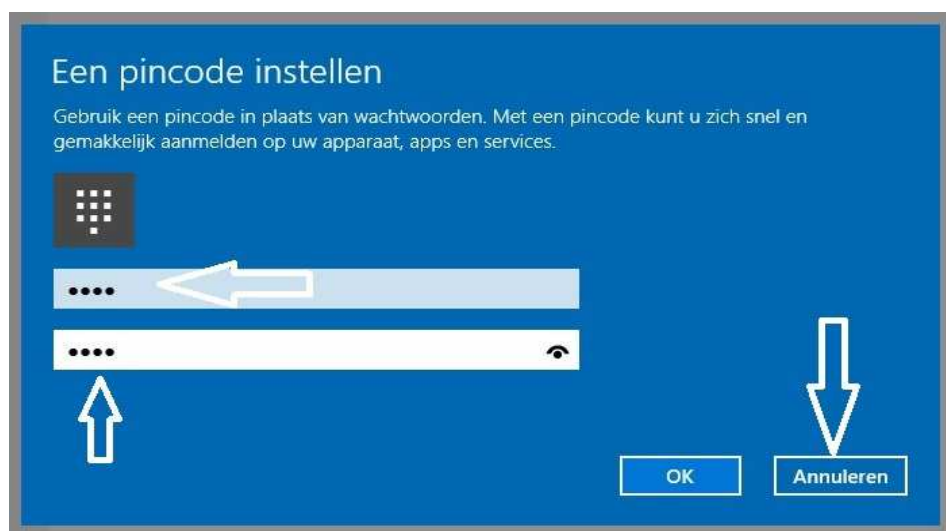 Een pincode instellen
Gebruik een pincode in plaats van wachtwoorden. Met een pincode kunt u zich snel en
gemakkelijk aanmelden op uw apparaat, apps en services.
••••
••••
OK Annuleren